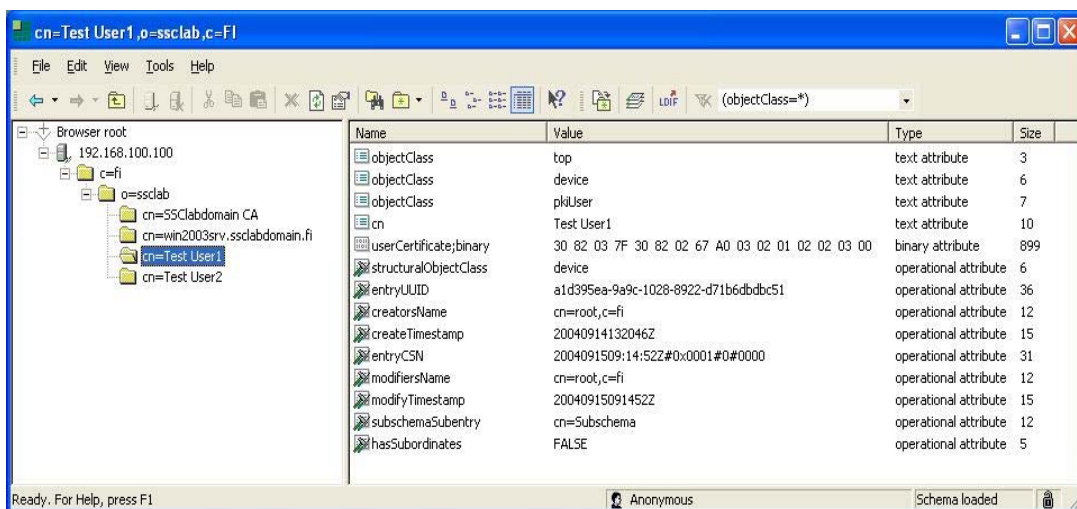 cn=Test User1,o=ssclab,c=FI
File Edit View Tools Help
LDIF (objectClass=*)
Browser root
192.168.100.100
c=fi
o=ssclab
cn=SSClabdomain CA
cn=win2003srv.ssclabdomain.fi
cn=Test User1
cn=Test User2
Name Value Type Size
objectClass top text attribute 3
objectClass device text attribute 6
objectClass pkiUser text attribute 7
cn Test User1 text attribute 10
userCertificate;binary 30 82 03 7F 30 82 02 67 A0 03 02 01 02 02 03 00 binary attribute 899
structuralObjectClass device operational attribute 6
entryUUID a1d395ea-9a9c-1028-8922-d71b6dbdbc51 operational attribute 36
creatorsName cn=root,c=fi operational attribute 12
createTimestamp 20040914132046Z operational attribute 15
entryCSN 2004091509:14:52Z#0x0001#0#0000 operational attribute 31
modifiersName cn=root,c=fi operational attribute 12
modifyTimestamp 20040915091452Z operational attribute 15
subschemaSubentry cn=Subschema operational attribute 12
hasSubordinates FALSE operational attribute 5
Ready. For Help, press F1 Anonymous Schema loaded